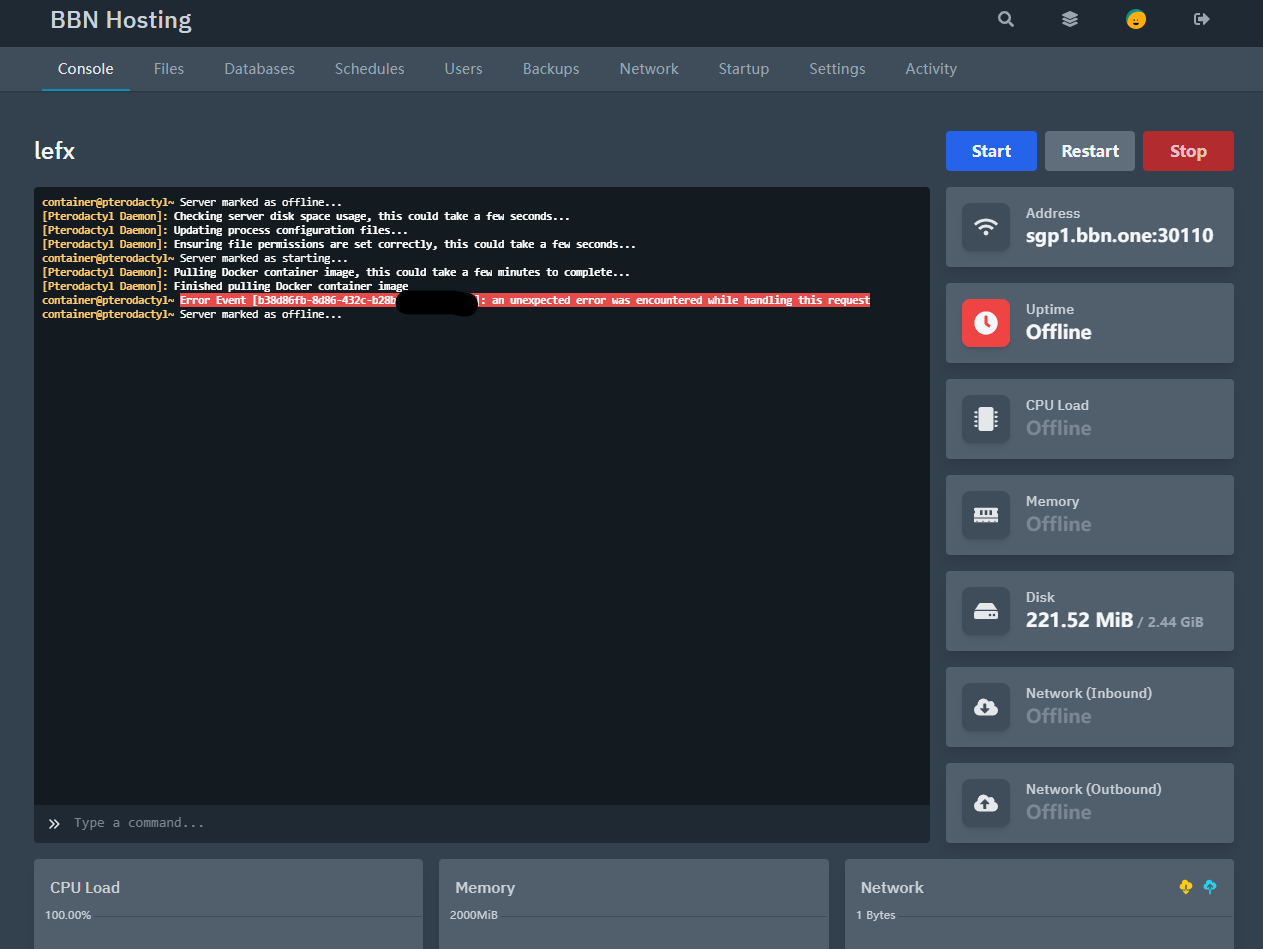 BBN Hosting
Console Files Databases Schedules Users Backups Network Startup Settings Activity
lefx
Start Restart Stop
container@pterodactyl~ Server marked as offline...
[Pterodactyl Daemon]: Checking server disk space usage, this could take a few seconds...
[Pterodactyl Daemon]: Updating process configuration files...
[Pterodactyl Daemon]: Ensuring file permissions are set correctly, this could take a few seconds...
container@pterodactyl~ Server marked as starting...
[Pterodactyl Daemon]: Pulling Docker container image, this could take a few minutes to complete...
[Pterodactyl Daemon]: Finished pulling Docker container image
container@pterodactyl~ Error Event [b38d86fb-8d86-432c-b28b ]: an unexpected error was encountered while handling this request
container@pterodactyl~ Server marked as offline...
Type a command...
Address
sgp1.bbn.one:30110
Uptime
Offline
CPU Load
Offline
Memory
Offline
Disk
221.52 MiB / 2.44 GiB
Network (Inbound)
Offline
Network (Outbound)
Offline
CPU Load
100.00%
Memory
2000MiB
Network
1 Bytes